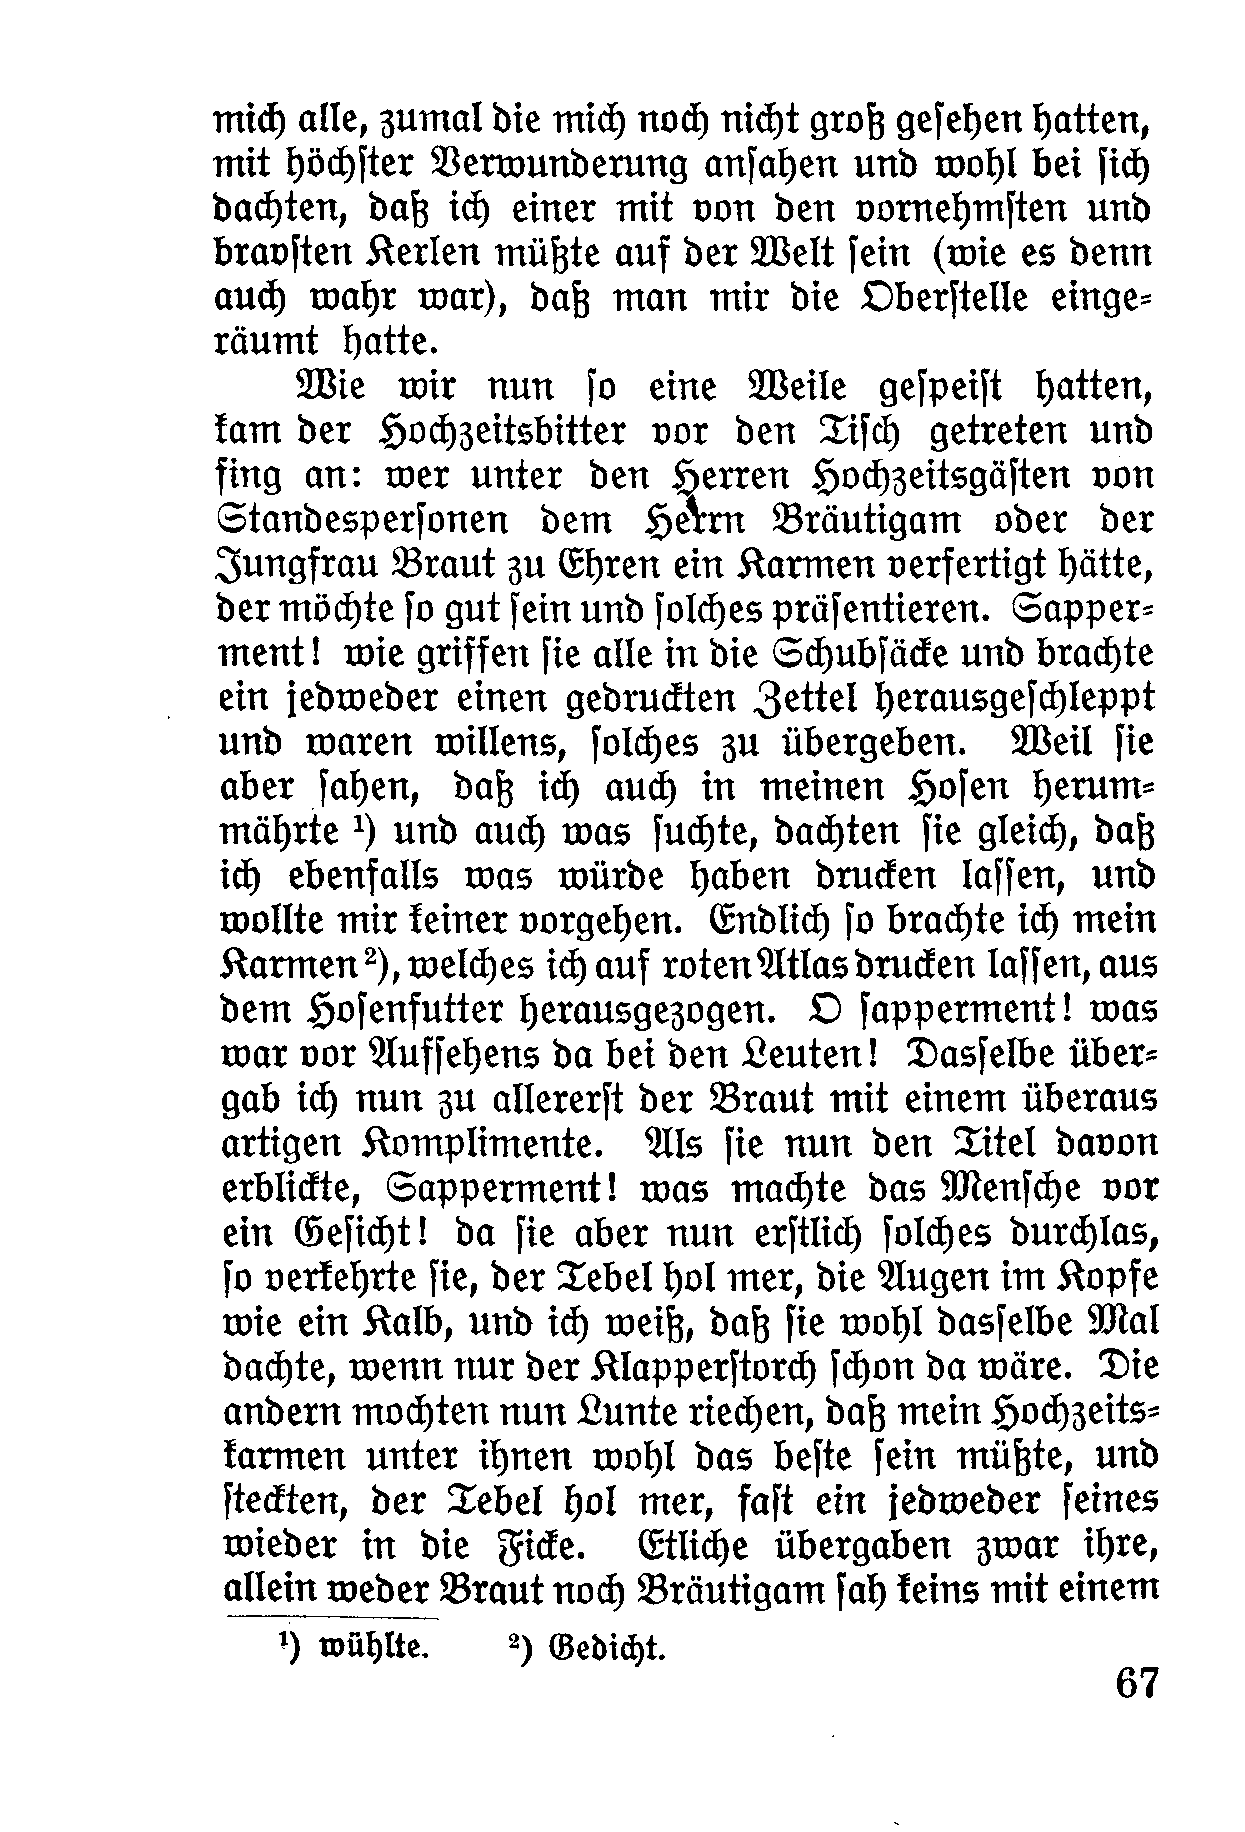 mich alle, zumal die mich noch nicht groß gesehen hatten,
mit höchster Verwunderung ansahen und wohl bei sich
dachten, daß ich einer mit von den vornehmsten und
bravsten Kerlen müßte auf der Welt sein (wie es denn
auch wahr war), daß man mir die Oberstelle einge-
räumt hatte.
Wie wir nun so eine Weile gespeist hatten,
kam der Hochzeitsbitter vor den Tisch getreten und
fing an: wer unter den Herren Hochzeitsgästen von
Standespersonen dem Herrn Bräutigam oder der
Jungfrau Braut zu Ehren ein Karmen verfertigt hätte,
der möchte so gut sein und solches präsentieren. Sapper-
ment! wie griffen sie alle in die Schubsäcke und brachte
ein jedweder einen gedruckten Zettel herausgeschleppt
und waren willens, solches zu übergeben. Weil sie
aber sahen, daß ich auch in meinen Hosen herum-
mährte ¹) und auch was suchte, dachten sie gleich, daß
ich ebenfalls was würde haben drucken lassen, und
wollte mir keiner vorgehen. Endlich so brachte ich mein
Karmen²), welches ich auf roten Atlas drucken lassen, aus
dem Hosenfutter herausgezogen. O sapperment! was
war vor Aufsehens da bei den Leuten! Dasselbe über-
gab ich nun zu allererst der Braut mit einem überaus
artigen Komplimente. Als sie nun den Titel davon
erblickte, Sapperment! was machte das Mensche vor
ein Gesicht! da sie aber nun erstlich solches durchlas,
so verkehrte sie, der Tebel hol mer, die Augen im Kopfe
wie ein Kalb, und ich weiß, daß sie wohl dasselbe Mal
dachte, wenn nur der Klapperstorch schon da wäre. Die
andern mochten nun Lunte riechen, daß mein Hochzeits-
karmen unter ihnen wohl das beste sein müßte, und
steckten, der Tebel hol mer, fast ein jedweder seines
wieder in die Ficke. Etliche übergaben zwar ihre,
allein weder Braut noch Bräutigam sah keins mit einem
¹) wühlte. ²) Gedicht.
67